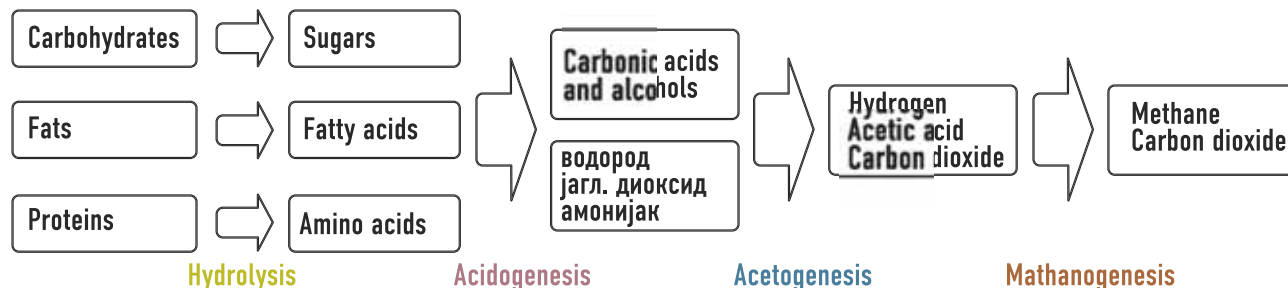 Carbohydrates
Sugars
Fats
Fatty acids
Proteins
Amino acids
Carbonic acids
and alcohols
водород
јагл. диоксид
амонијак
Hydrogen
Acetic acid
Carbon dioxide
Methane
Carbon dioxide
Hydrolysis
Acidogenesis
Acetogenesis
Mathanogenesis